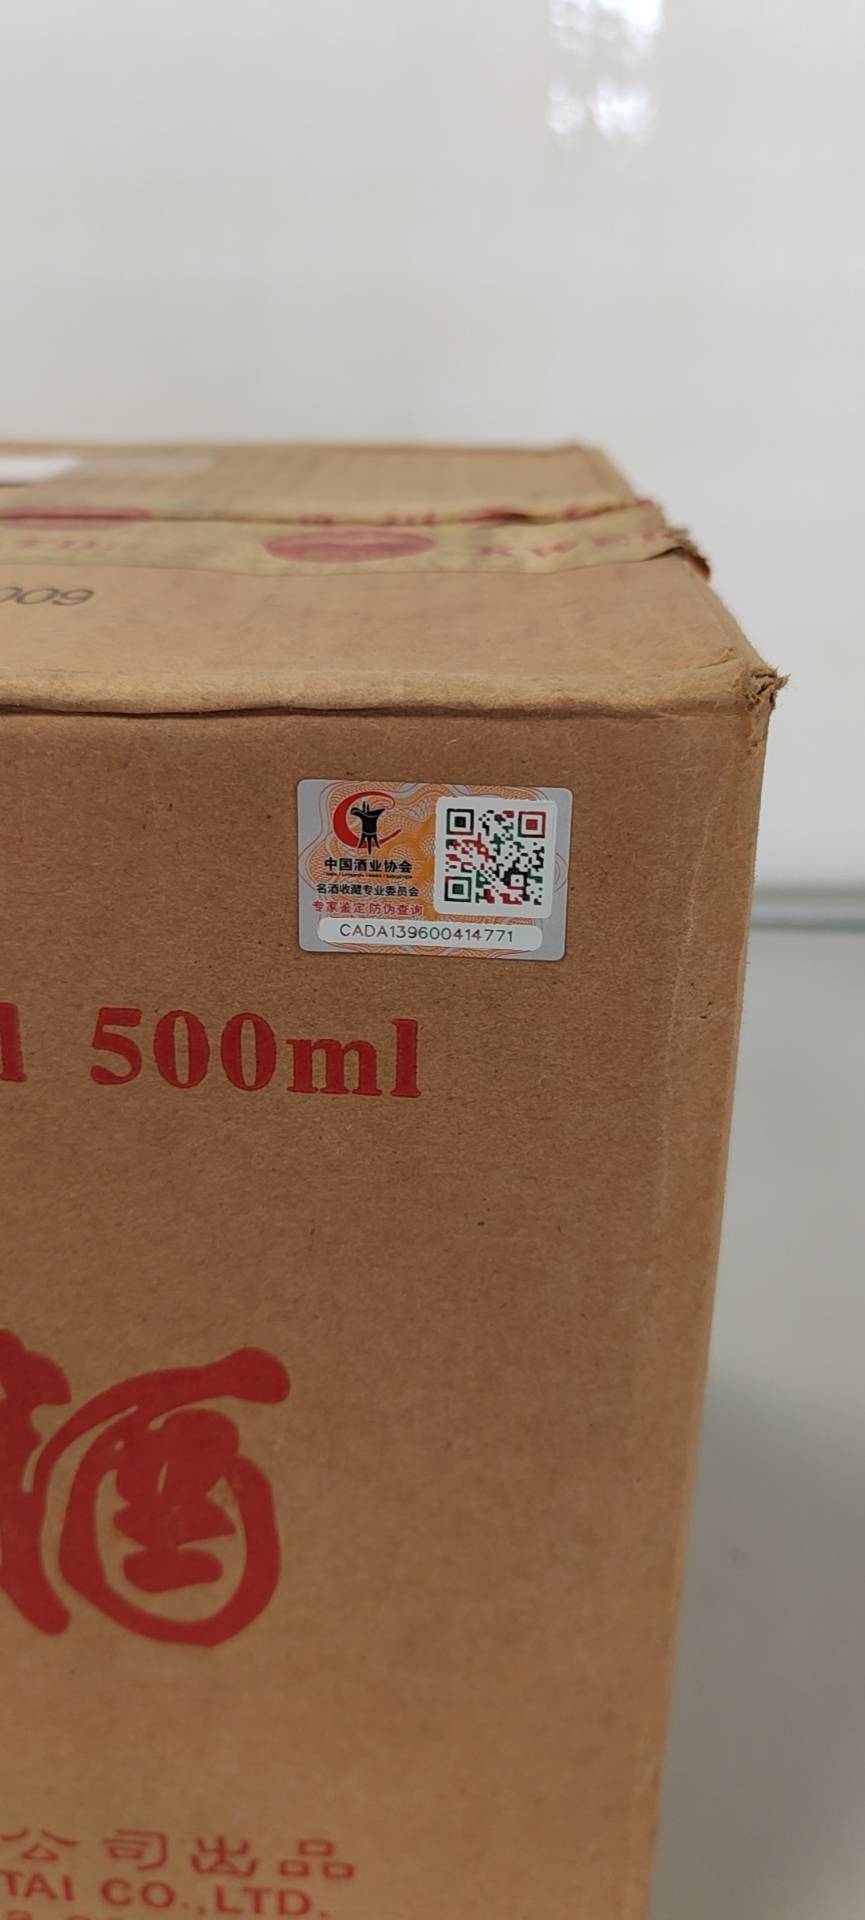 009
中国酒业协会
名酒收藏专业委员会
专家鉴定 防伪查询
CADA139600414771
500ml
酒
公司出品
TAI CO.,LTD.